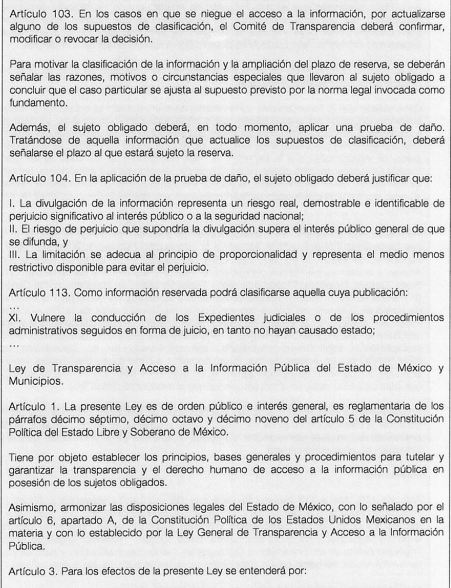 Artículo 103. En los casos en que se niegue el acceso a la información, por actualizarse
alguno de los supuestos de clasificación, el Comité de Transparencia deberá confirmar,
modificar o revocar la decisión.
Para motivar la clasificación de la información y la ampliación del plazo de reserva, se deberán
señalar las razones, motivos o circunstancias especiales que llevaron al sujeto obligado a
concluir que el caso particular se ajusta al supuesto previsto por la norma legal invocada como
fundamento.
Además, el sujeto obligado deberá, en todo momento, aplicar una prueba de daño.
Tratándose de aquella información que actualice los supuestos de clasificación, deberá
señalarse el plazo al que estará sujeto la reserva.
Artículo 104. En la aplicación de la prueba de daño, el sujeto obligado deberá justificar que:
I. La divulgación de la información representa un riesgo real, demostrable e identificable de
perjuicio significativo al interés público o a la seguridad nacional;
II. El riesgo de perjuicio que supondría la divulgación supera el interés público general de que
se difunda, y
III. La limitación se adecua al principio de proporcionalidad y representa el medio menos
restrictivo disponible para evitar el perjuicio.
Artículo 113. Como información reservada podrá clasificarse aquella cuya publicación:
...
XI. Vulnere la conducción de los Expedientes judiciales o de los procedimientos
administrativos seguidos en forma de juicio, en tanto no hayan causado estado;
...
Ley de Transparencia y Acceso a la Información Pública del Estado de México y
Municipios.
Artículo 1. La presente Ley es de orden público e interés general, es reglamentaria de los
párrafos décimo séptimo, décimo octavo y décimo noveno del artículo 5 de la Constitución
Política del Estado Libre y Soberano de México.
Tiene por objeto establecer los principios, bases generales y procedimientos para tutelar y
garantizar la transparencia y el derecho humano de acceso a la información pública en
posesión de los sujetos obligados.
Asimismo, armonizar las disposiciones legales del Estado de México, con lo señalado por el
artículo 6, apartado A, de la Constitución Política de los Estados Unidos Mexicanos en la
materia y con lo establecido por la Ley General de Transparencia y Acceso a la Información
Pública.
Artículo 3. Para los efectos de la presente Ley se entenderá por: